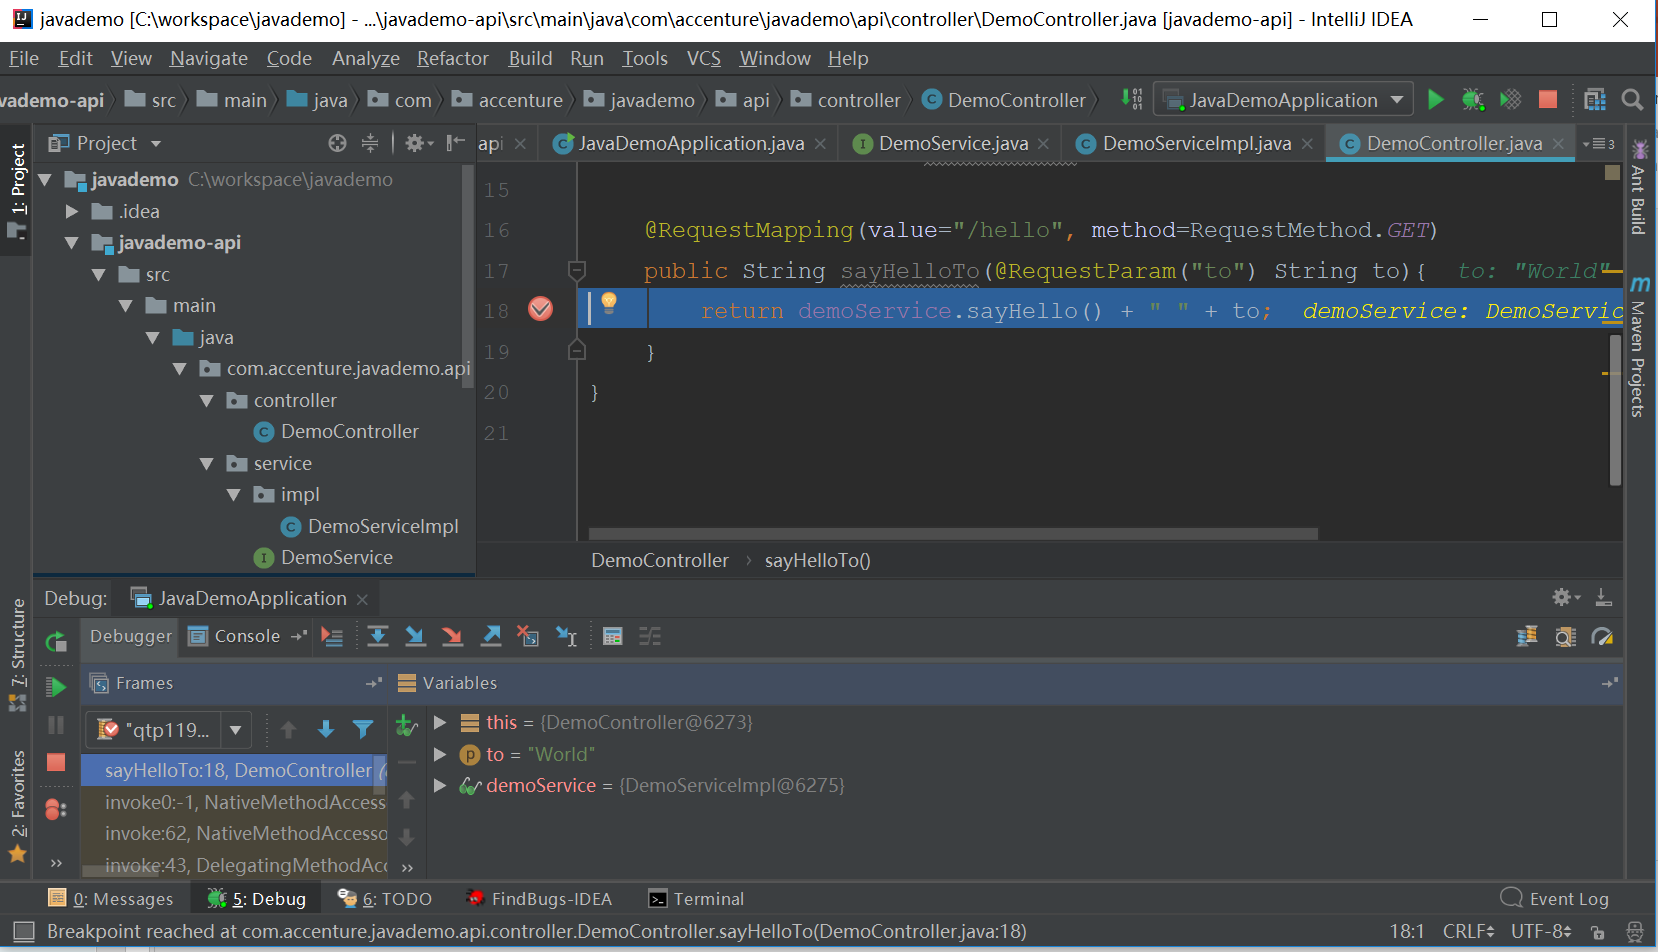 javademo [C:\workspace\javademo] - ...\javademo-api\src\main\java\com\accenture\javademo\api\controller\DemoController.java [javademo-api] - IntelliJ IDEA
File Edit View Navigate Code Analyze Refactor Build Run Tools VCS Window Help
vademo-api src main java com accenture javademo api controller DemoController JavaDemoApplication
Project
api JavaDemoApplication.java DemoService.java DemoServiceImpl.java DemoController.java 3
1: Project
javademo C:\workspace\javademo
.idea
javademo-api
src
main
java
com.accenture.javademo.api
controller
DemoController
service
impl
DemoServiceImpl
DemoService
15
16 @RequestMapping(value="/hello", method=RequestMethod.GET)
17 public String sayHelloTo(@RequestParam("to") String to){ to: "World"
18 return demoService.sayHello() + " " + to; demoService: DemoServic
19 }
20 }
21
DemoController › sayHelloTo()
Ant Build
m Maven Projects
7: Structure
2: Favorites
Debug: JavaDemoApplication
Debugger Console
Frames
Variables
"qtp119...
sayHelloTo:18, DemoController
invoke0:-1, NativeMethodAccess
invoke:62, NativeMethodAccesso
invoke:43, DelegatingMethodAcc
this = {DemoController@6273}
p to = "World"
demoService = {DemoServiceImpl@6275}
0: Messages 5: Debug 6: TODO FindBugs-IDEA Terminal Event Log
Breakpoint reached at com.accenture.javademo.api.controller.DemoController.sayHelloTo(DemoController.java:18) 18:1 CRLF UTF-8